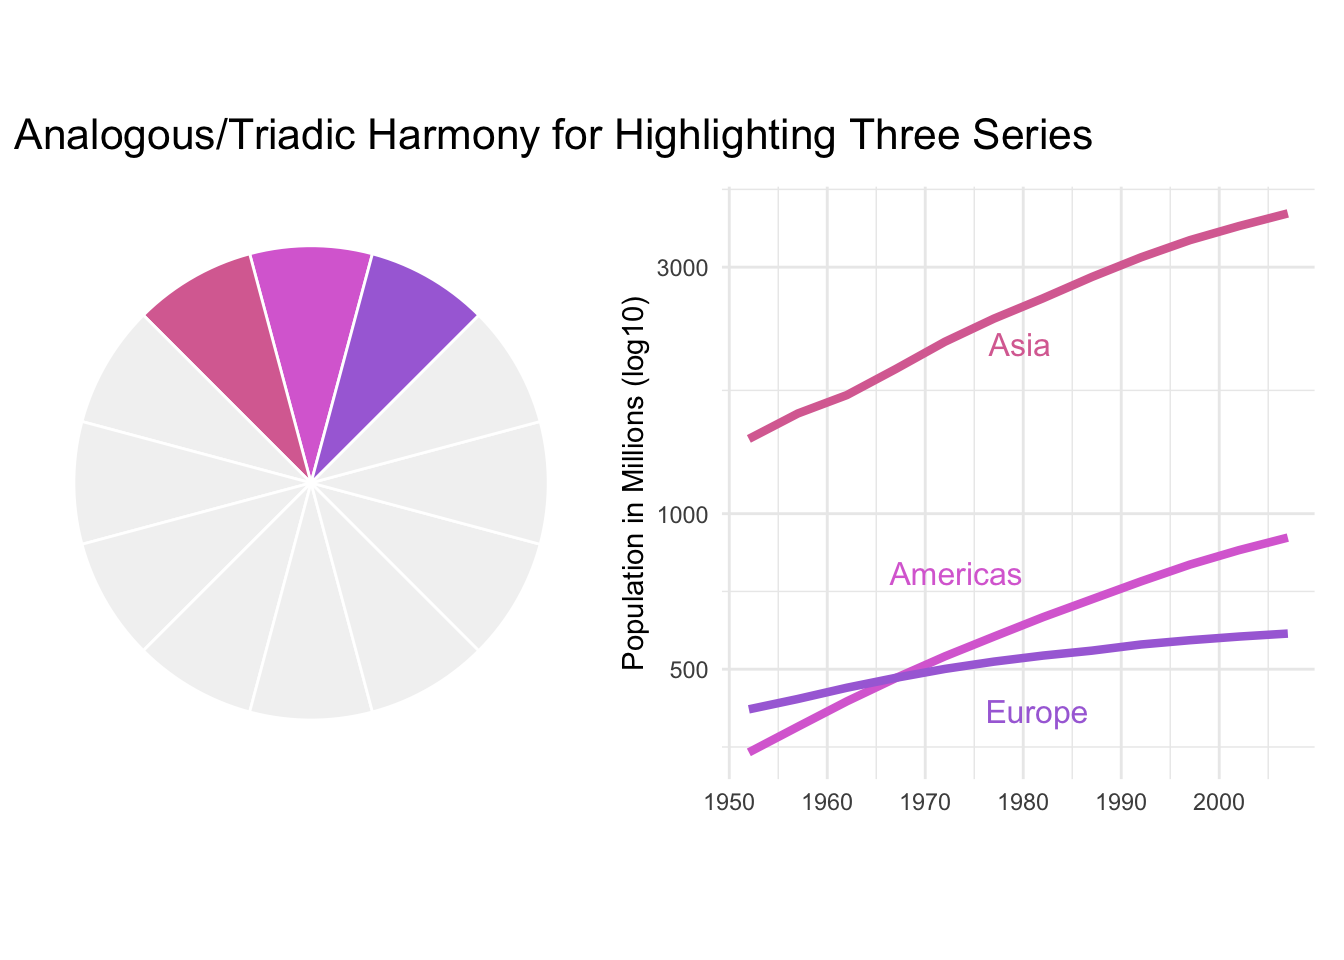 Analogous/Triadic Harmony for Highlighting Three Series
Population in Millions (log10)
3000
1000
500
Asia
Americas
Europe
1950 1960 1970 1980 1990 2000